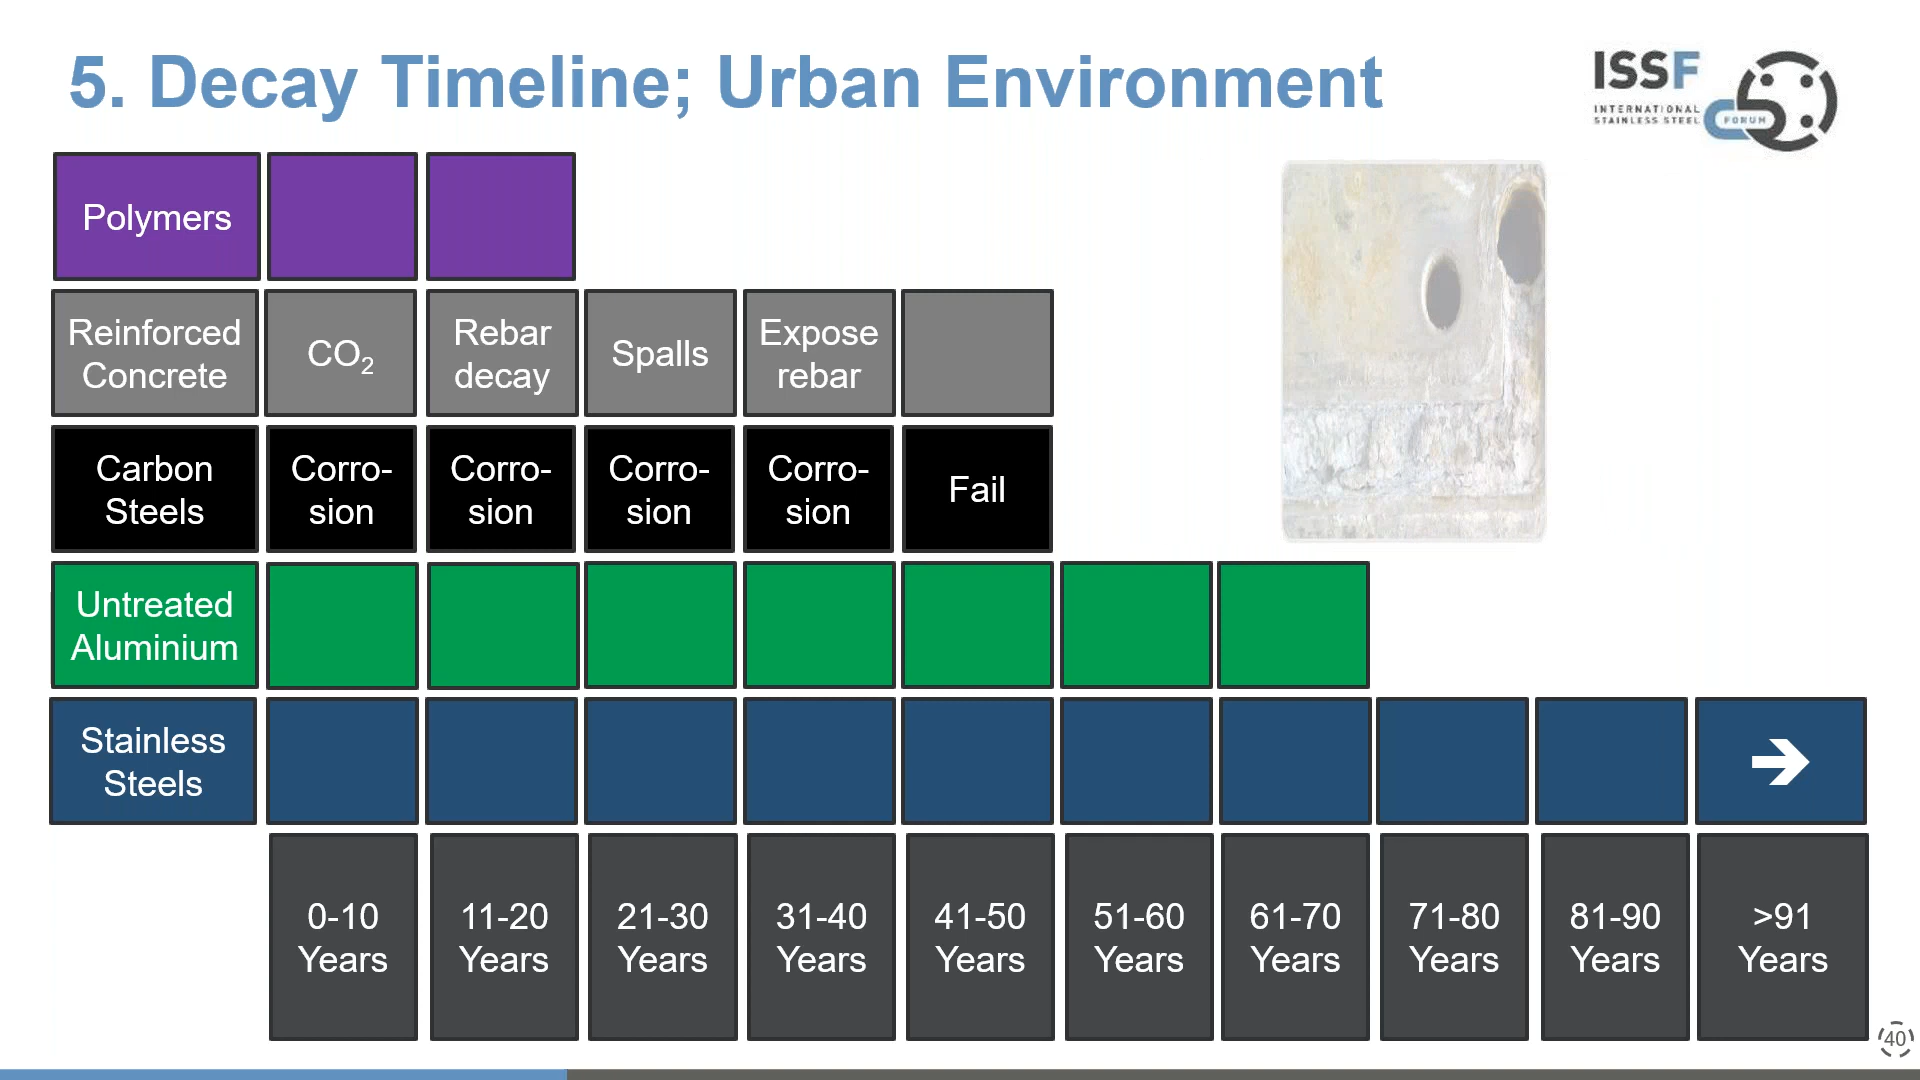 5. Decay Timeline; Urban Environment
ISSF
INTERNATIONAL
STAINLESS STEEL
FORUM
Polymers
Reinforced
Concrete
CO₂
Rebar
decay
Spalls
Expose
rebar
Carbon
Steels
Corro-
sion
Corro-
sion
Corro-
sion
Corro-
sion
Fail
Untreated
Aluminium
Stainless
Steels
0-10
Years
11-20
Years
21-30
Years
31-40
Years
41-50
Years
51-60
Years
61-70
Years
71-80
Years
81-90
Years
>91
Years
40